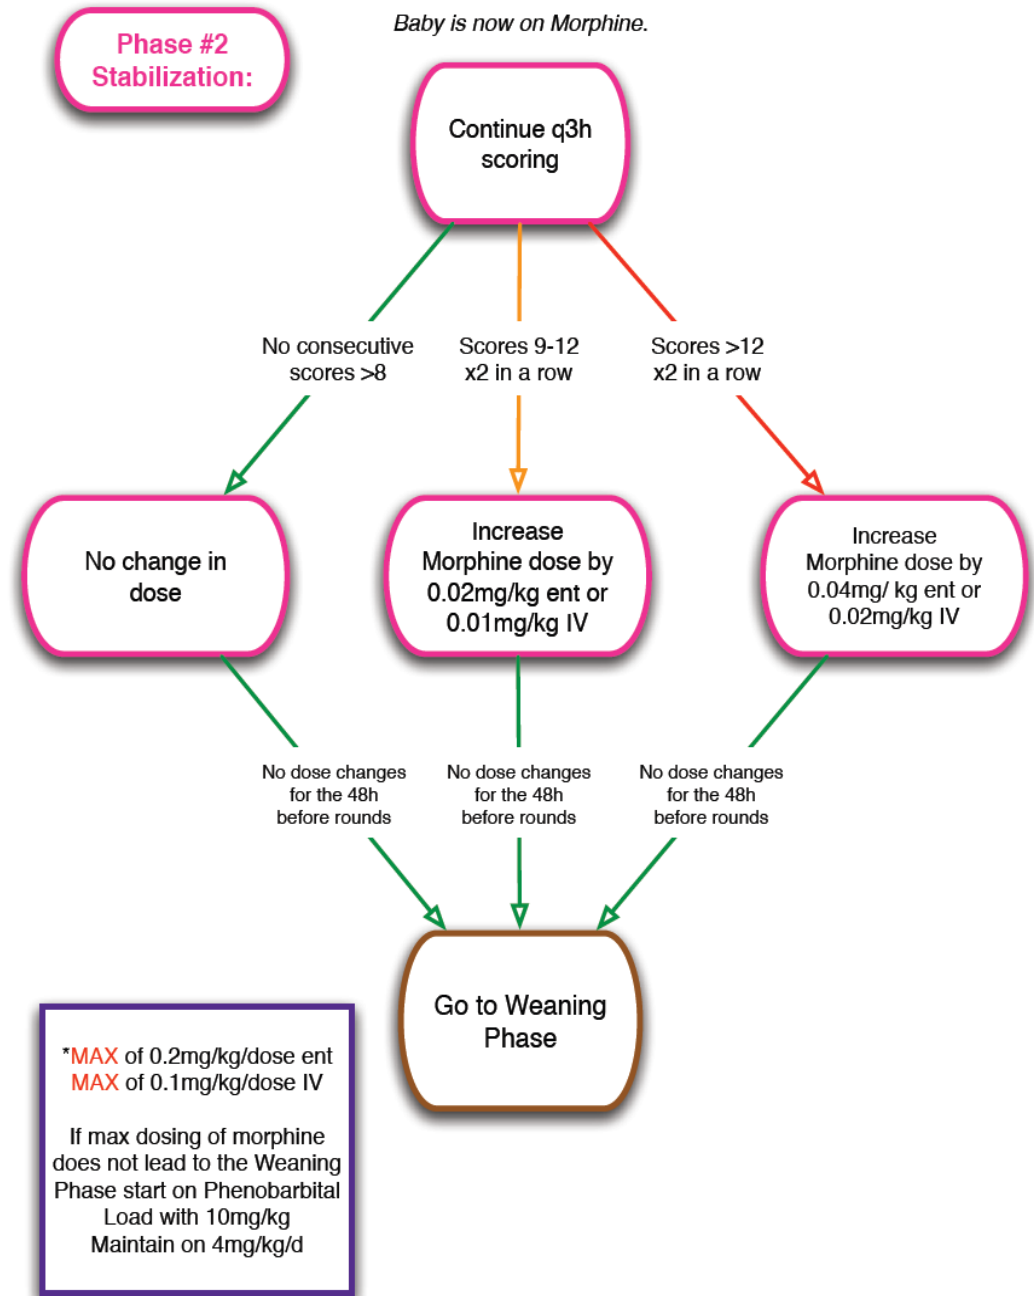 Baby is now on Morphine.
Phase #2
Stabilization:
Continue q3h
scoring
No consecutive
scores >8
Scores 9-12
x2 in a row
Scores >12
x2 in a row
No change in
dose
Increase
Morphine dose by
0.02mg/kg ent or
0.01mg/kg IV
Increase
Morphine dose by
0.04mg/ kg ent or
0.02mg/kg IV
No dose changes
for the 48h
before rounds
No dose changes
for the 48h
before rounds
No dose changes
for the 48h
before rounds
Go to Weaning
Phase
*MAX of 0.2mg/kg/dose ent
MAX of 0.1mg/kg/dose IV
If max dosing of morphine
does not lead to the Weaning
Phase start on Phenobarbital
Load with 10mg/kg
Maintain on 4mg/kg/d